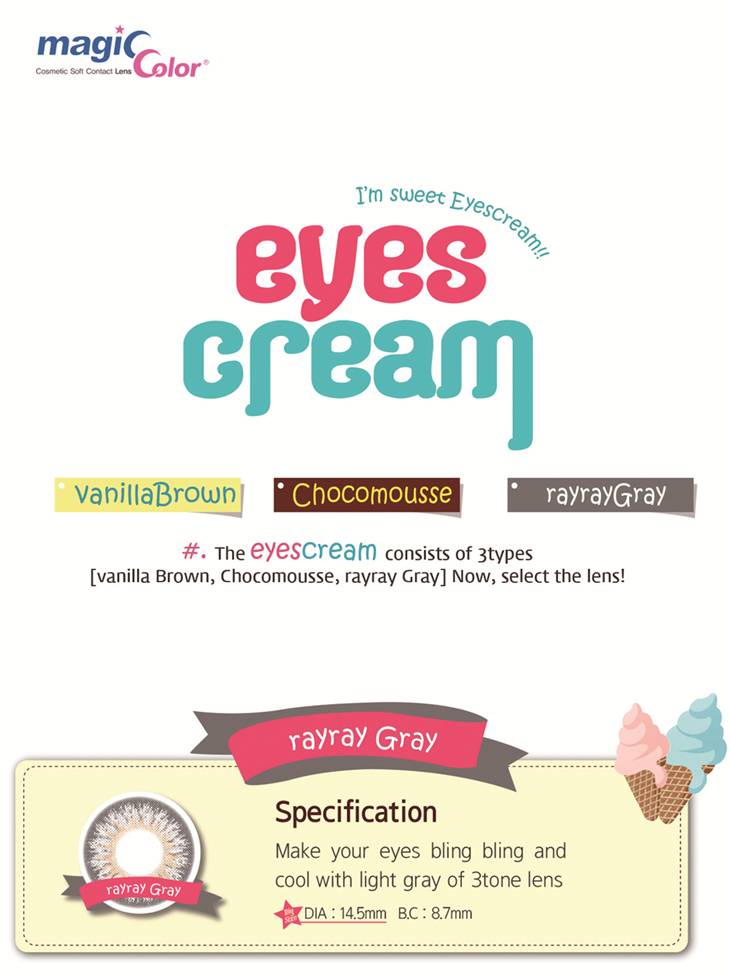 magic Color®
Cosmetic Soft Contact Lens
I'm sweet Eyescream!!
eyes
cream
vanillaBrown
Chocomousse
rayrayGray
#. The eyescream consists of 3types
[vanilla Brown, Chocomousse, rayray Gray] Now, select the lens!
rayray Gray
Specification
Make your eyes bling bling and
cool with light gray of 3tone lens
rayray Gray
Big Size DIA : 14.5mm B.C : 8.7mm